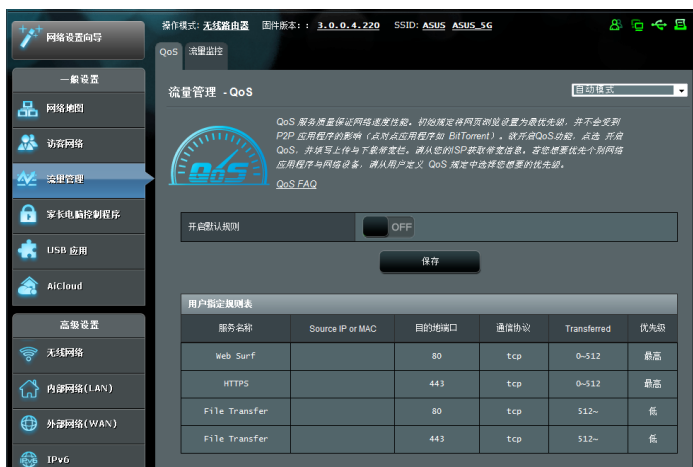 网络设置向导
操作模式: 无线路由器 固件版本: : 3.0.0.4.220 SSID: ASUS ASUS_5G
QoS 流量监控
一般设置
网络地图
访客网络
流量管理
家长电脑控制程序
USB 应用
AiCloud
高级设置
无线网络
内部网络(LAN)
外部网络(WAN)
IPv6
流量管理 - QoS
自动模式
QoS 服务质量保证网络速度性能。初始规定将网页浏览设置为最优先级，并不会受到
P2P 应用程序的影响（点对点应用程序如 BitTorrent）。欲开启QoS功能，点选 开启
QoS，并填写上传与下载带宽栏。请从您的ISP获取带宽信息。若您想要优先个别网络
应用程序与网络设备，请从用户定义 QoS 规定中选择您想要的优先级。
QoS FAQ
QoS
开启默认规则 OFF
保存
用户指定规则表
服务名称 Source IP or MAC 目的地端口 通信协议 Transferred 优先级
Web Surf 80 tcp 0~512 最高
HTTPS 443 tcp 0~512 最高
File Transfer 80 tcp 512~ 低
File Transfer 443 tcp 512~ 低